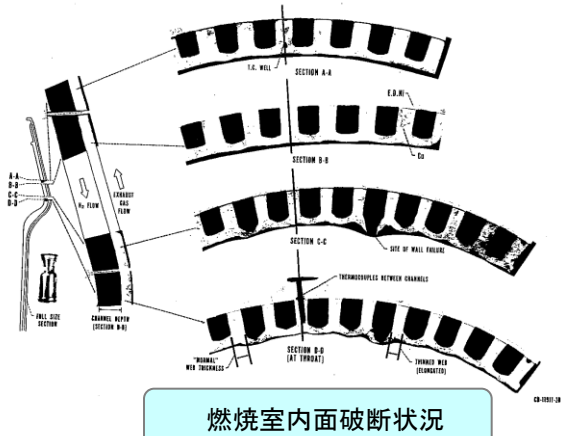 T.C. WELL
SECTION A-A
E.D.Ni
Cu
SECTION B-B
A-A
B-B
C-C
D-D
H₂ FLOW
EXHAUST
GAS
FLOW
SECTION C-C
SITE OF WALL FAILURE
THERMOCOUPLES BETWEEN CHANNELS
FULL SIZE
SECTION
CHANNEL DEPTH
(SECTION B-B)
"NORMAL"
WEB THICKNESS
SECTION D-D
(AT THROAT)
THINNED WEB
(ELONGATED)
燃焼室内面破断状況